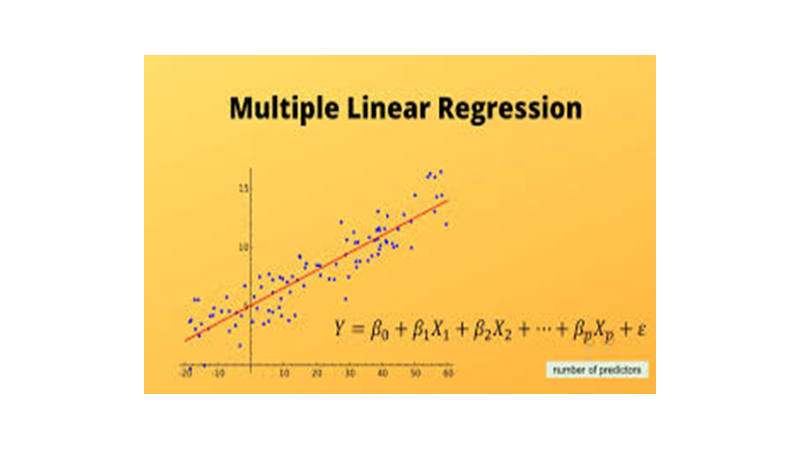 Multiple Linear Regression
15
10
5
Y = β₀ + β₁X₁ + β₂X₂ + ⋯ + βₚXₚ + ε
-20 -10 10 20 30 40 50 60
number of predictors